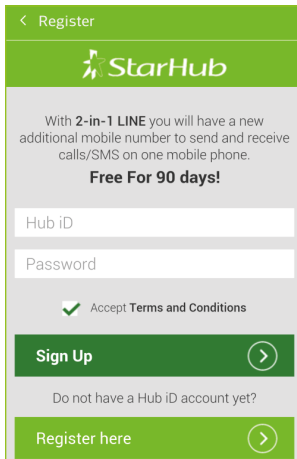 < Register
StarHub
With 2-in-1 LINE you will have a new
additional mobile number to send and receive
calls/SMS on one mobile phone.
Free For 90 days!
Hub iD
Password
Accept Terms and Conditions
Sign Up
Do not have a Hub iD account yet?
Register here